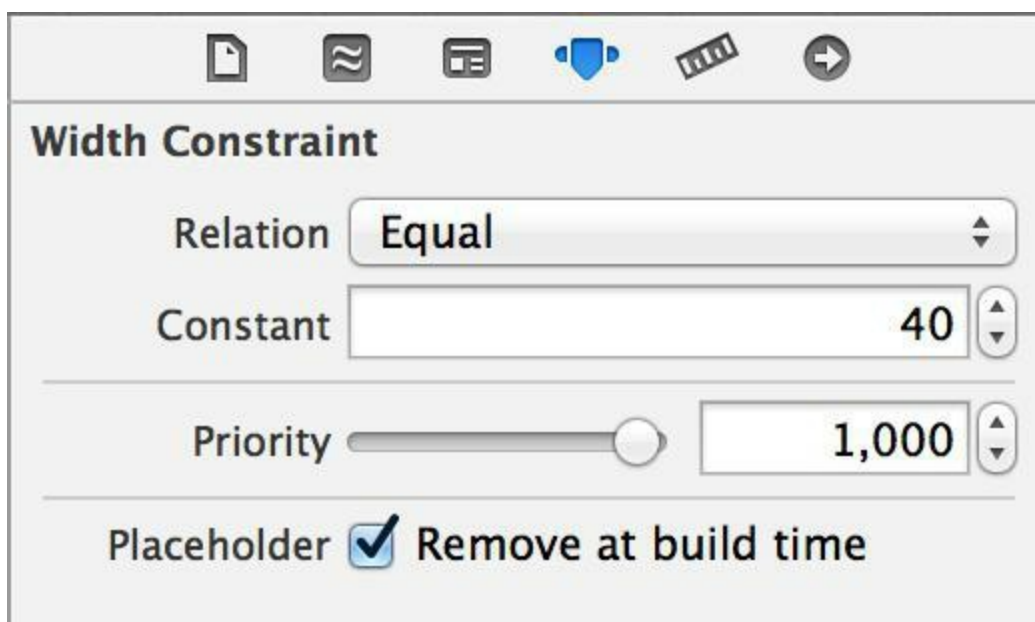 Width Constraint
Relation Equal
Constant 40
Priority 1,000
Placeholder Remove at build time